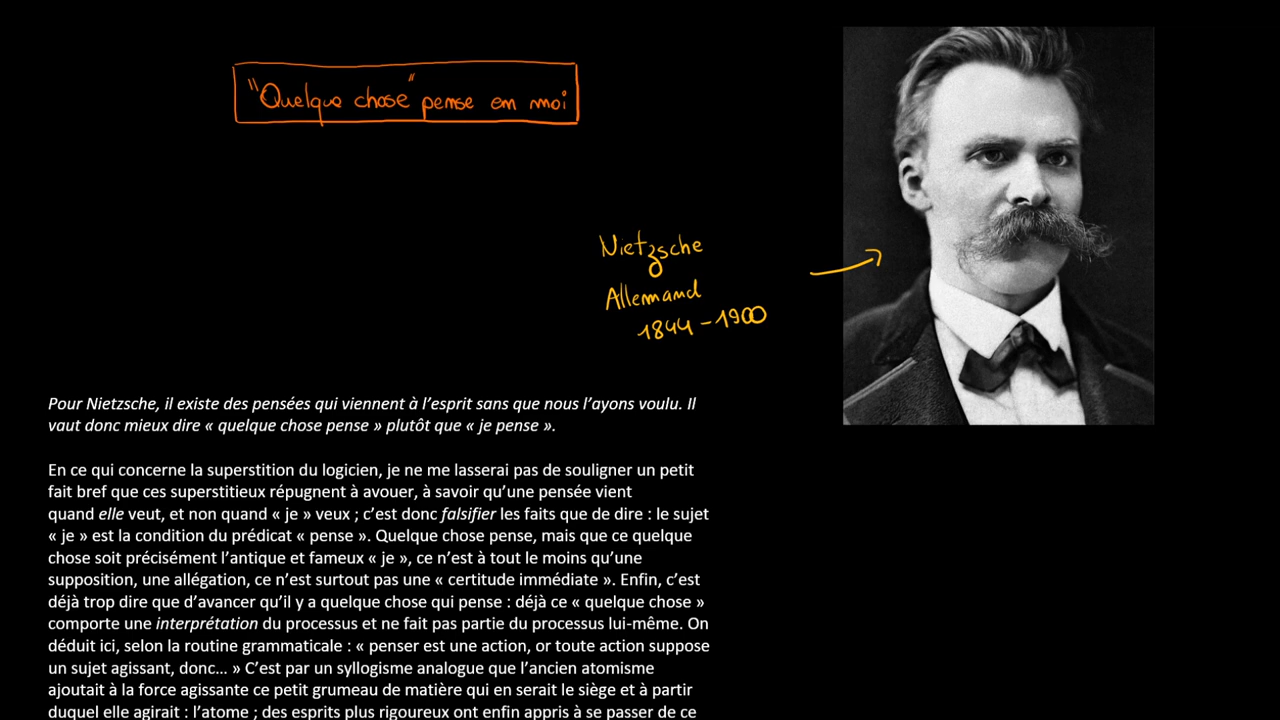 "Quelque chose" pense en moi
Nietzsche
Allemand
1844 - 1900
Pour Nietzsche, il existe des pensées qui viennent à l’esprit sans que nous l’ayons voulu. Il
vaut donc mieux dire « quelque chose pense » plutôt que « je pense ».
En ce qui concerne la superstition du logicien, je ne me lasserai pas de souligner un petit
fait bref que ces superstitieux répugnent à avouer, à savoir qu’une pensée vient
quand elle veut, et non quand « je » veux ; c’est donc falsifier les faits que de dire : le sujet
« je » est la condition du prédicat « pense ». Quelque chose pense, mais que ce quelque
chose soit précisément l’antique et fameux « je », ce n’est à tout le moins qu’une
supposition, une allégation, ce n’est surtout pas une « certitude immédiate ». Enfin, c’est
déjà trop dire que d’avancer qu’il y a quelque chose qui pense : déjà ce « quelque chose »
comporte une interprétation du processus et ne fait pas partie du processus lui-même. On
déduit ici, selon la routine grammaticale : « penser est une action, or toute action suppose
un sujet agissant, donc... » C’est par un syllogisme analogue que l’ancien atomisme
ajoutait à la force agissante ce petit grumeau de matière qui en serait le siège et à partir
duquel elle agirait : l’atome ; des esprits plus rigoureux ont enfin appris à se passer de ce